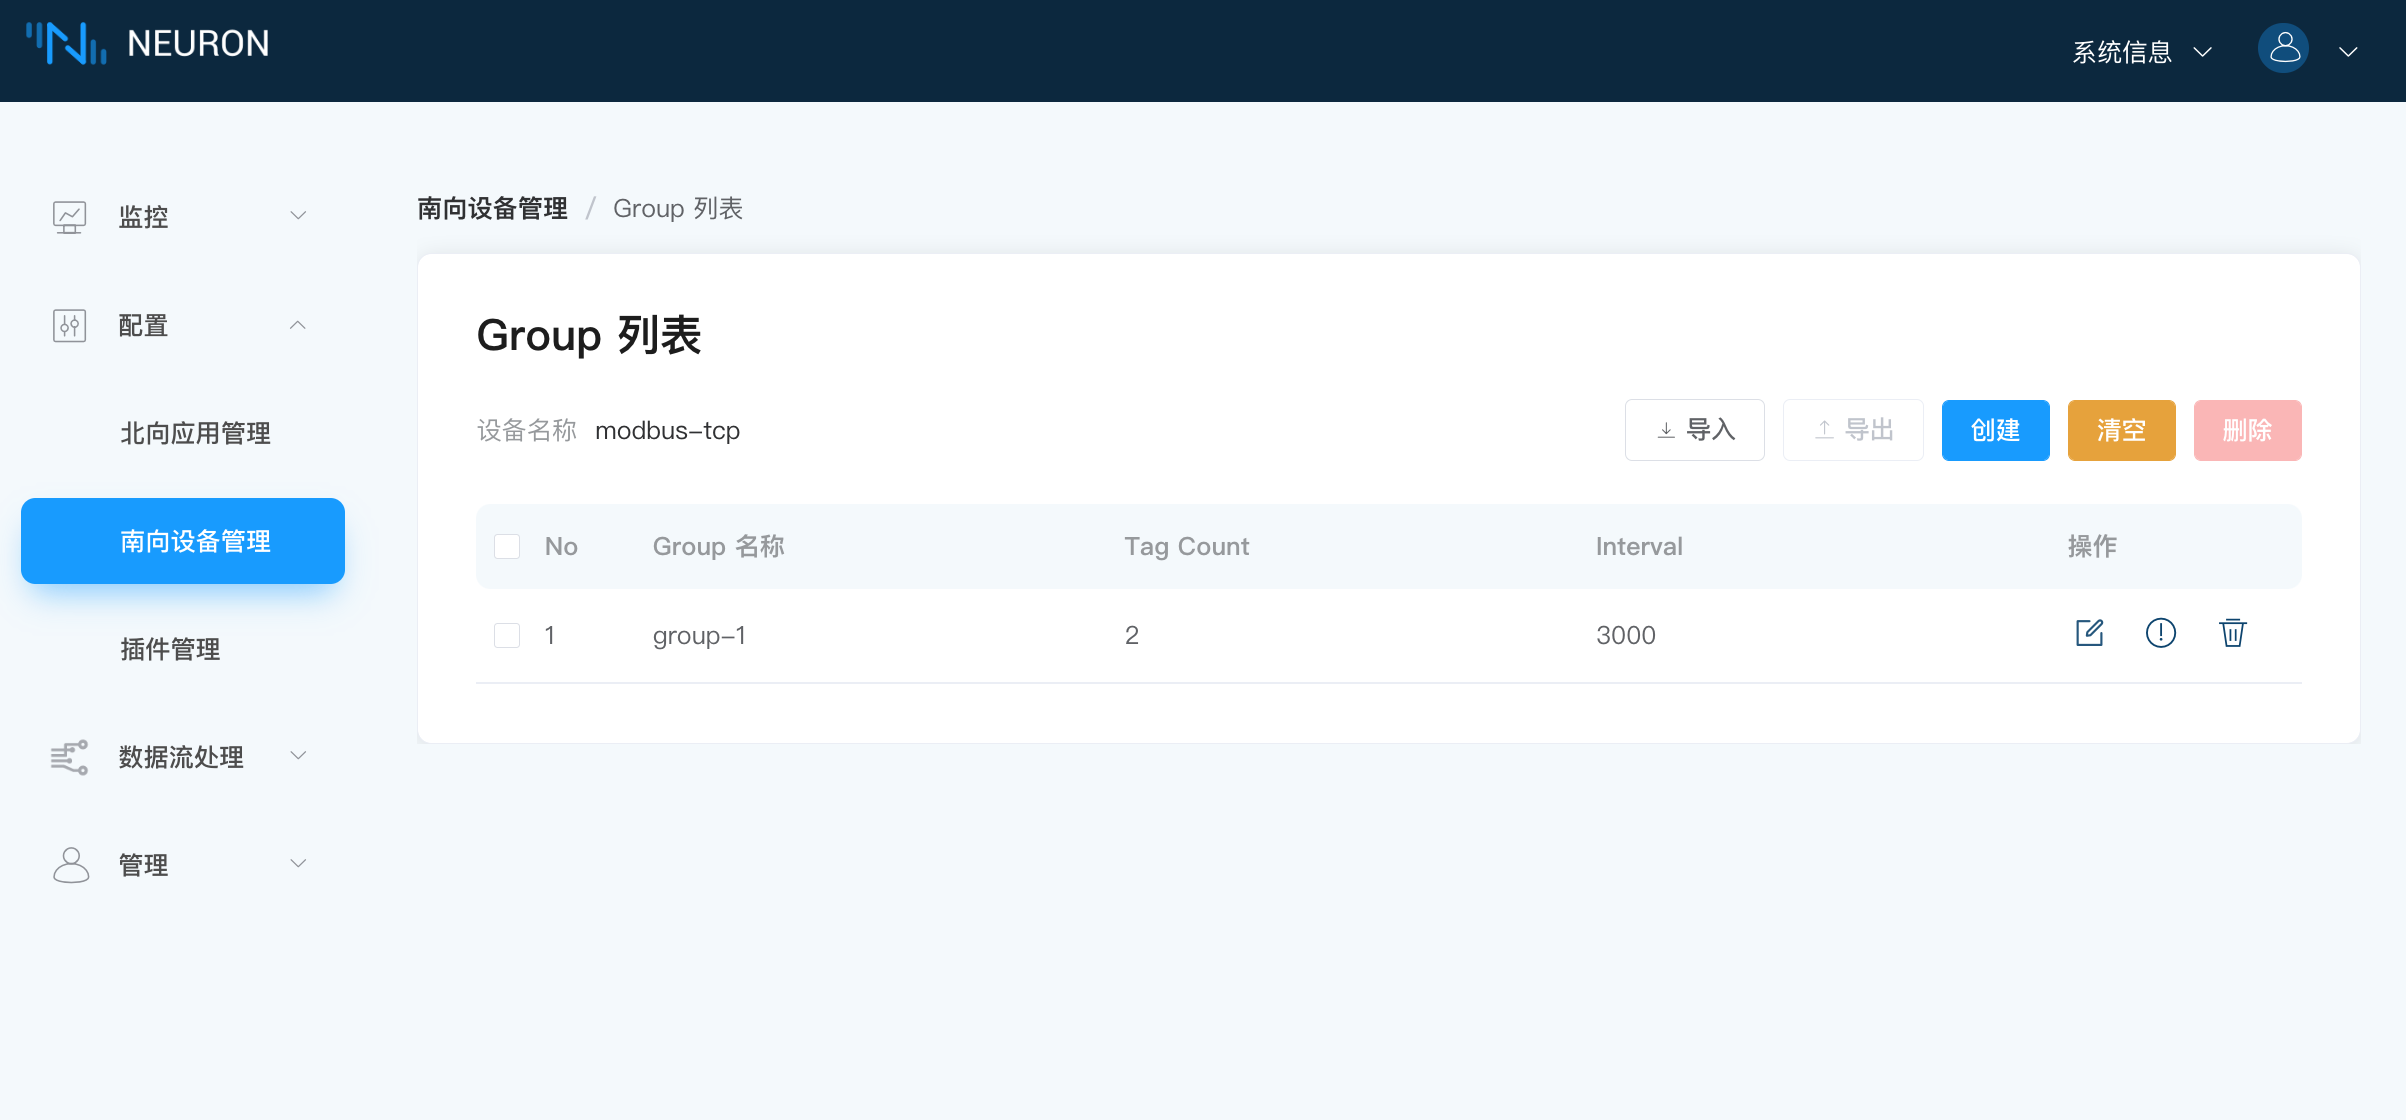 NEURON
系统信息
监控
配置
北向应用管理
南向设备管理
插件管理
数据流处理
管理
南向设备管理 / Group 列表
Group 列表
设备名称 modbus-tcp
导入 导出 创建 清空 删除
No Group 名称 Tag Count Interval 操作
1 group-1 2 3000